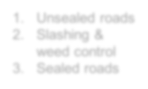 1. Unsealed roads
2. Slashing &
weed control
3. Sealed roads